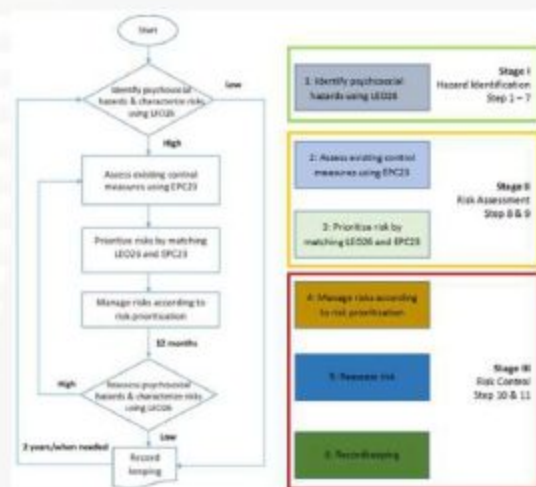 Start
Identify psychosocial
hazards & characterize risks
using LEO26
Low
High
Assess existing control
measures using EPC23
Prioritize risks by matching
LEO26 and EPC23
Manage risks according to
risk prioritisation
12 months
Reassess psychosocial
hazards & characterize risks
using LEO26
High
Low
2 years/when needed
Record
keeping
1: Identify psychosocial
hazards using LEO26
Stage I
Hazard Identification
Step 1 – 7
2: Assess existing control
measures using EPC23
3: Prioritize risk by
matching LEO26 and EPC23
Stage II
Risk Assessment
Step 8 & 9
4: Manage risks according
to risk prioritisation
5: Reassess risk
6: Recordkeeping
Stage III
Risk Control
Step 10 & 11